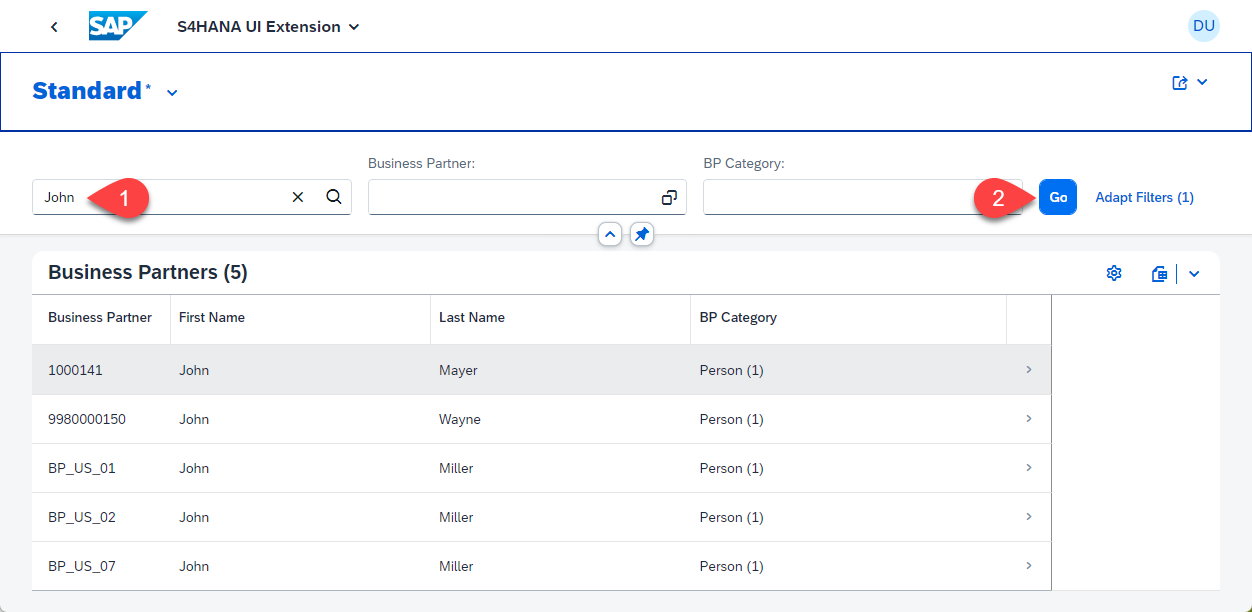 SAP S4HANA UI Extension DU
Standard *
Business Partner: BP Category:
John 1 2 Go Adapt Filters (1)
Business Partners (5)
Business Partner First Name Last Name BP Category
1000141 John Mayer Person (1)
9980000150 John Wayne Person (1)
BP_US_01 John Miller Person (1)
BP_US_02 John Miller Person (1)
BP_US_07 John Miller Person (1)